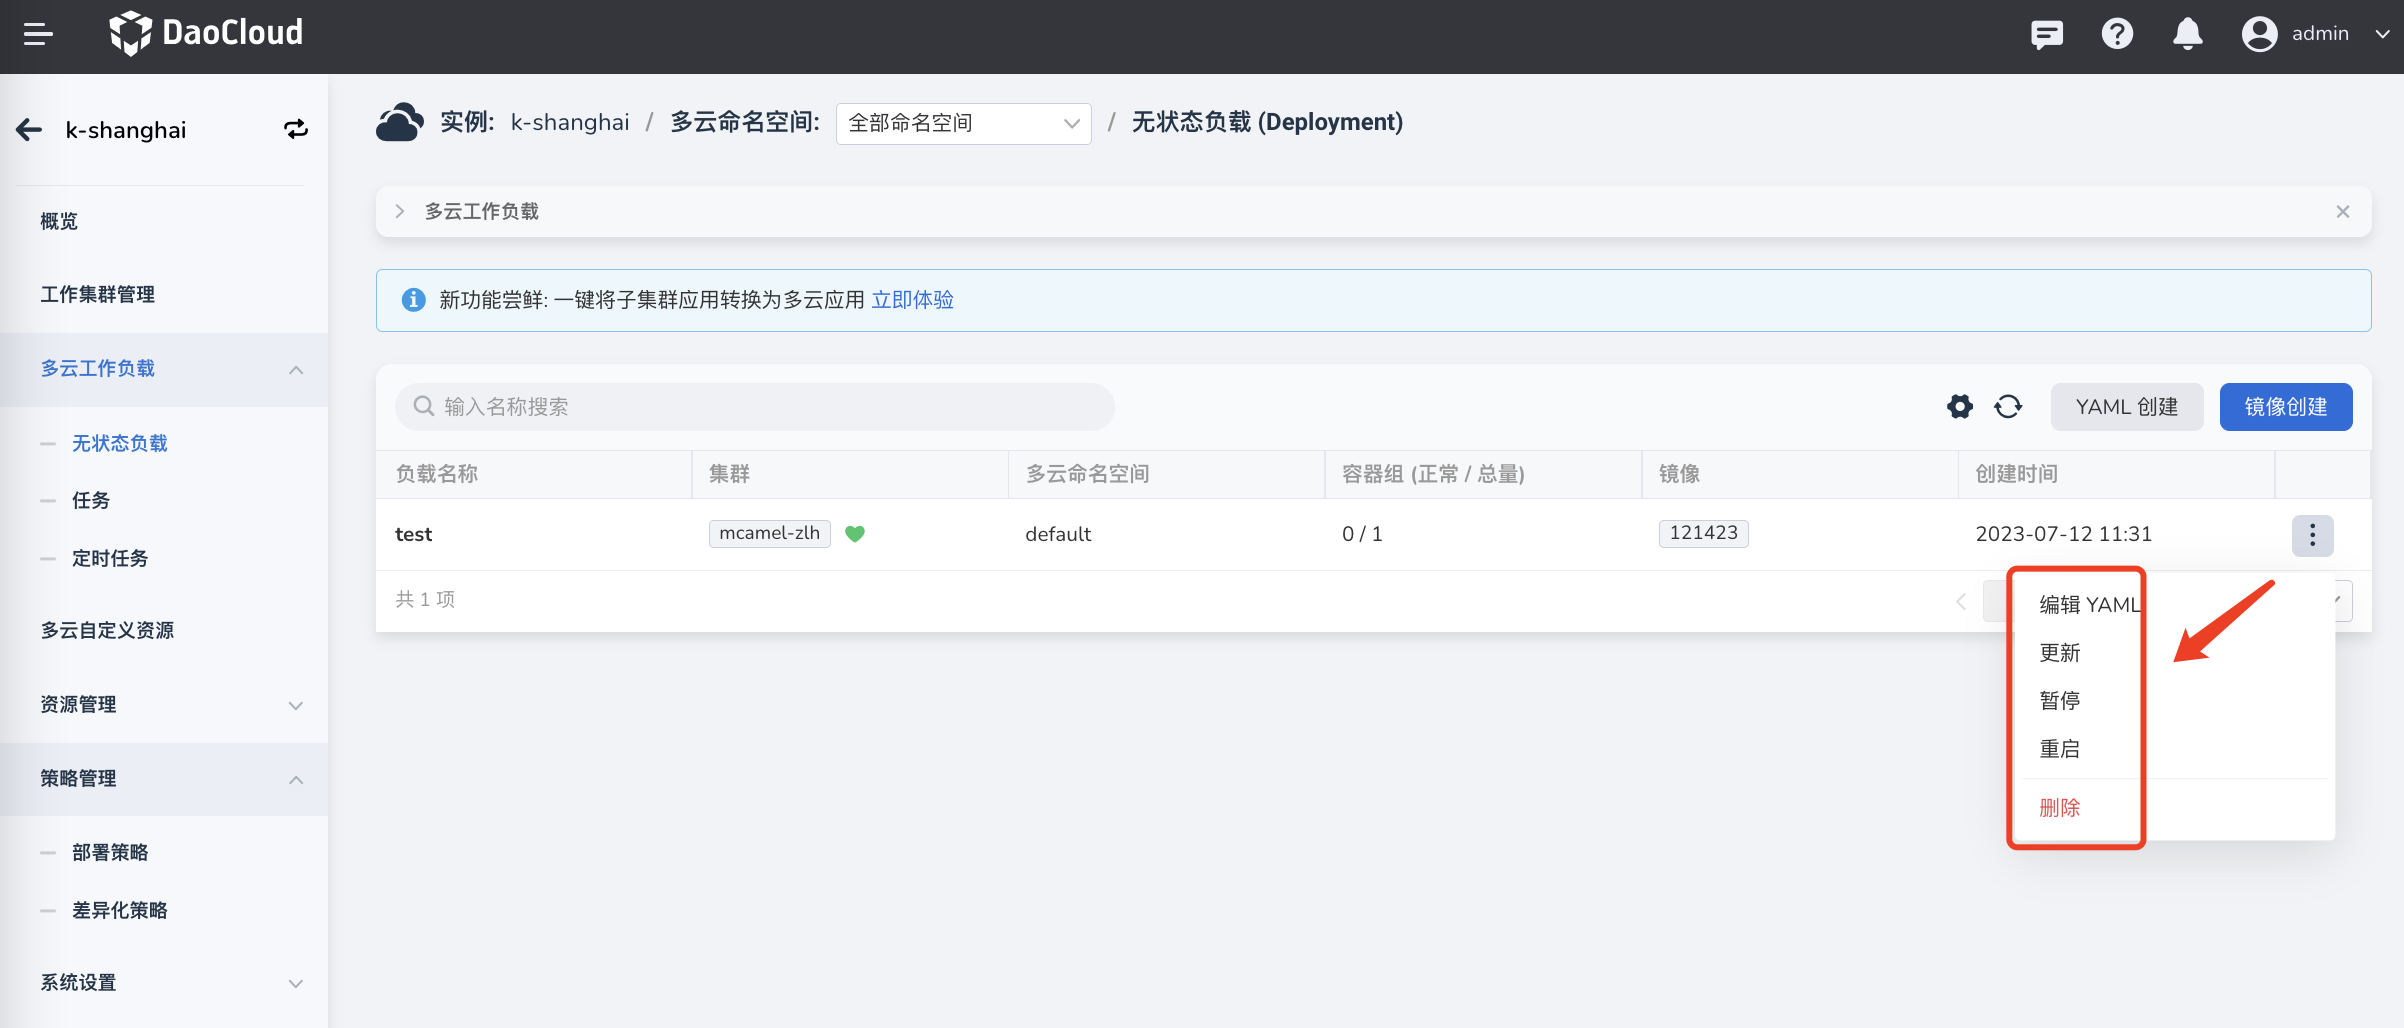 DaoCloud
admin
k-shanghai
概览
工作集群管理
多云工作负载
无状态负载
任务
定时任务
多云自定义资源
资源管理
策略管理
部署策略
差异化策略
系统设置
实例: k-shanghai / 多云命名空间: 全部命名空间 / 无状态负载 (Deployment)
多云工作负载
新功能尝鲜: 一键将子集群应用转换为多云应用 立即体验
输入名称搜索
YAML 创建
镜像创建
负载名称 集群 多云命名空间 容器组 (正常 / 总量) 镜像 创建时间
test mcamel-zlh default 0 / 1 121423 2023-07-12 11:31
共 1 项
编辑 YAML
更新
暂停
重启
删除